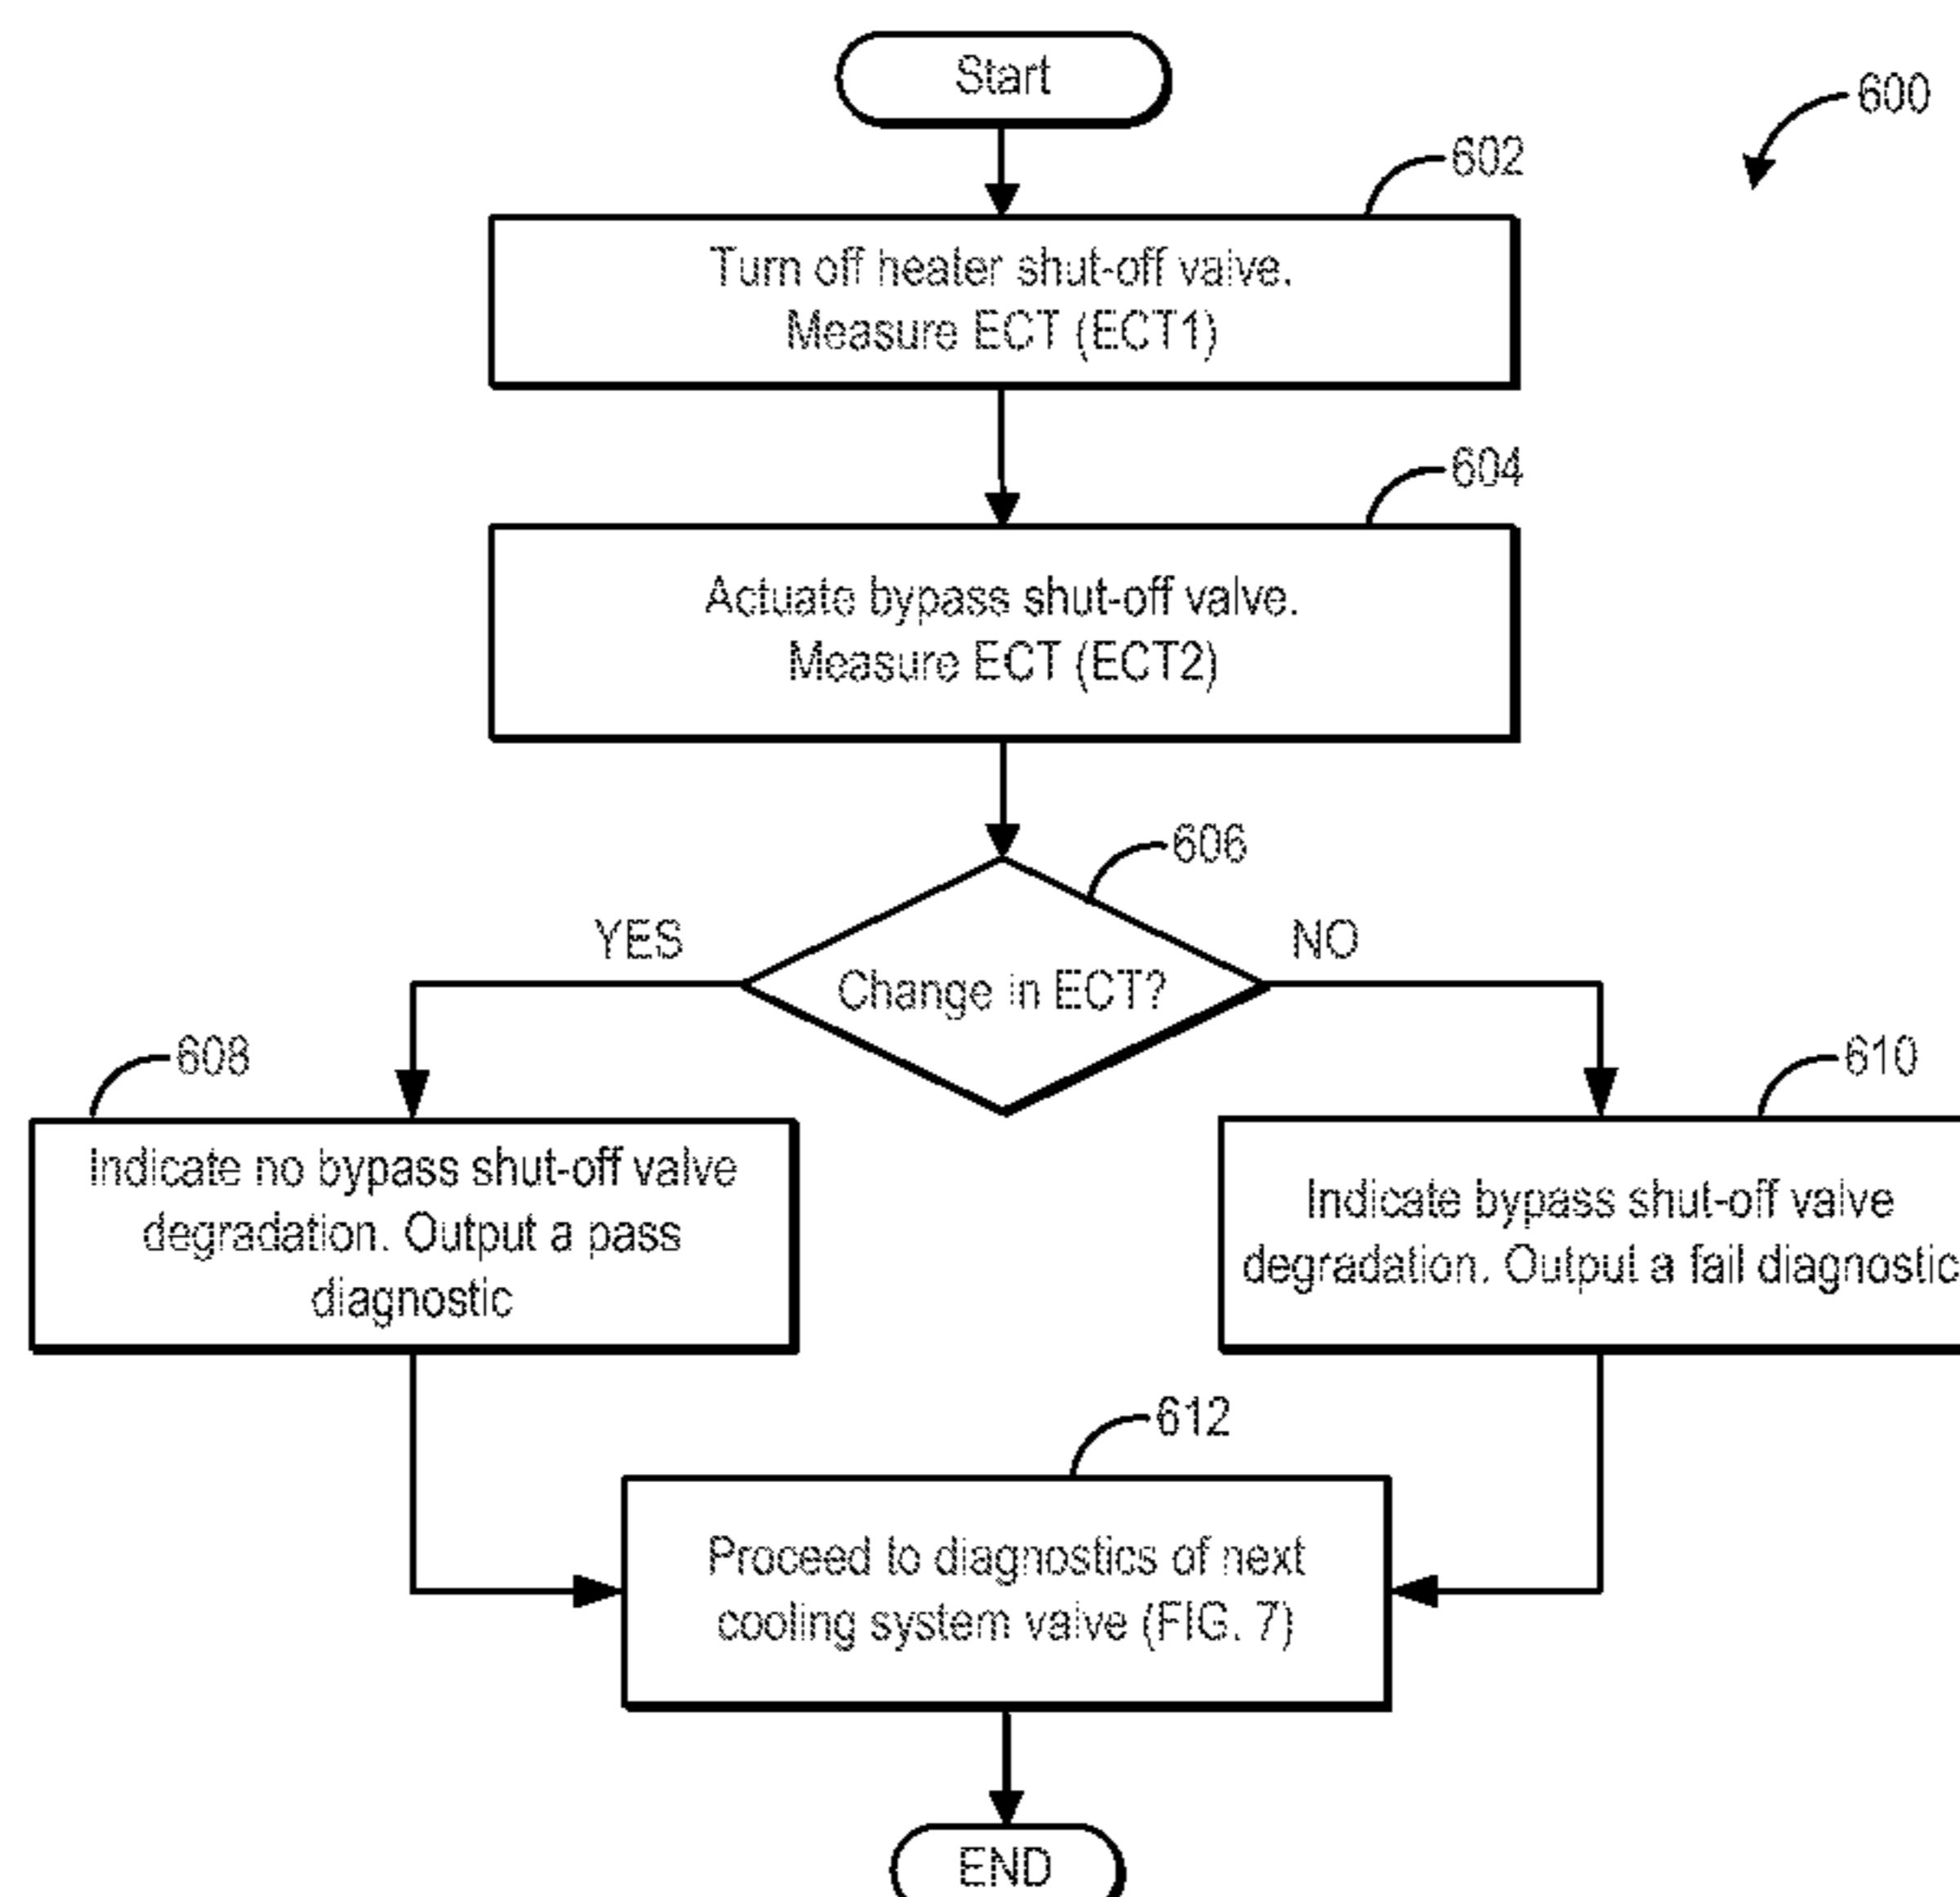 Start
600
602
Turn off heater shut-off valve.
Measure ECT (ECT1)
604
Actuate bypass shut-off valve.
Measure ECT (ECT2)
606
YES
NO
Change in ECT?
608
610
Indicate no bypass shut-off valve
degradation. Output a pass
diagnostic
Indicate bypass shut-off valve
degradation. Output a fail diagnostic
612
Proceed to diagnostics of next
cooling system valve (FIG. 7)
END